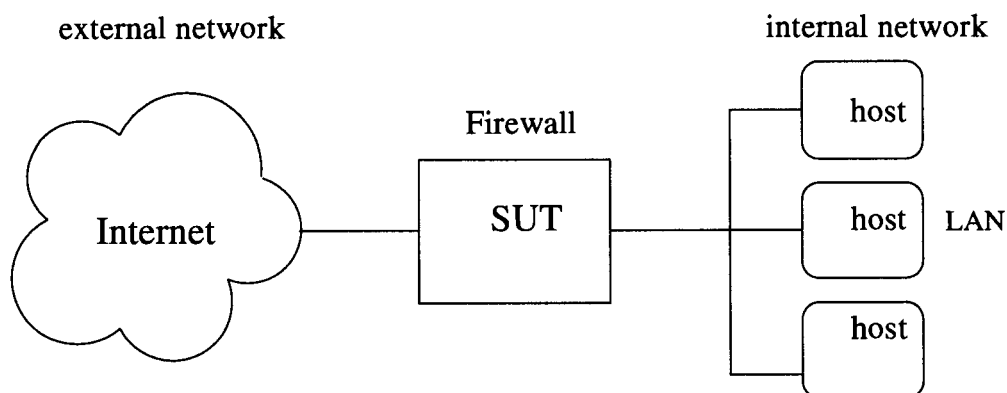 external network
internal network
Firewall
Internet
SUT
host
host
LAN
host